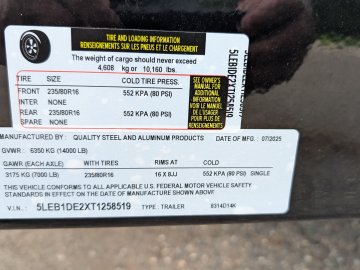 TIRE AND LOADING INFORMATION
RENSEIGNEMENTS SUR LES PNEUS ET LE CHARGEMENT
The weight of cargo should never exceed
4,608 kg or 10,160 lbs.
TIRE SIZE COLD TIRE PRESS.
FRONT 235/80R16 552 KPA (80 PSI)
INTER NONE
REAR 235/80R16 552 KPA (80 PSI)
SPARE NONE
SEE OWNER'S
MANUAL FOR
ADDITIONAL
INFORMATION
VOIR LE MANUEL
DE L'USAGER
POUR PLUS DE
RENSEIGNEMENTS
5LEB1DE2XT1258519
MANUFACTURED BY: QUALITY STEEL AND ALUMINUM PRODUCTS DATE OF MFD.: 07/2025
GVWR: 6350 KG (14000 LB)
GAWR (EACH AXLE) WITH TIRES RIMS AT COLD
3175 KG (7000 LB) 235/80R16 16 X 8JJ 552 KPA (80 PSI) SINGLE
THIS VEHICLE CONFORMS TO ALL APPLICABLE U.S. FEDERAL MOTOR VEHICLE SAFETY
STANDARDS IN EFFECT ON THE DATE OF MANUFACTURE SHOWN ABOVE
V.I.N.: 5LEB1DE2XT1258519 TYPE: TRAILER 8314D14K